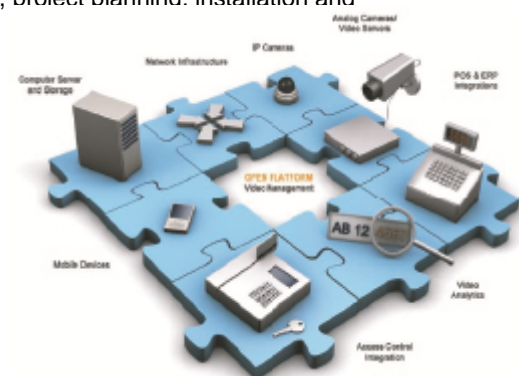 , project planning, installation and
Analog Cameras/
Video Servers
IP Cameras
Network Infrastructure
POS & ERP
Integrations
Computer Server
and Storage
OPEN PLATFORM
Video Management
AB 12
Mobile Devices
Video
Analytics
Access Control
Integration